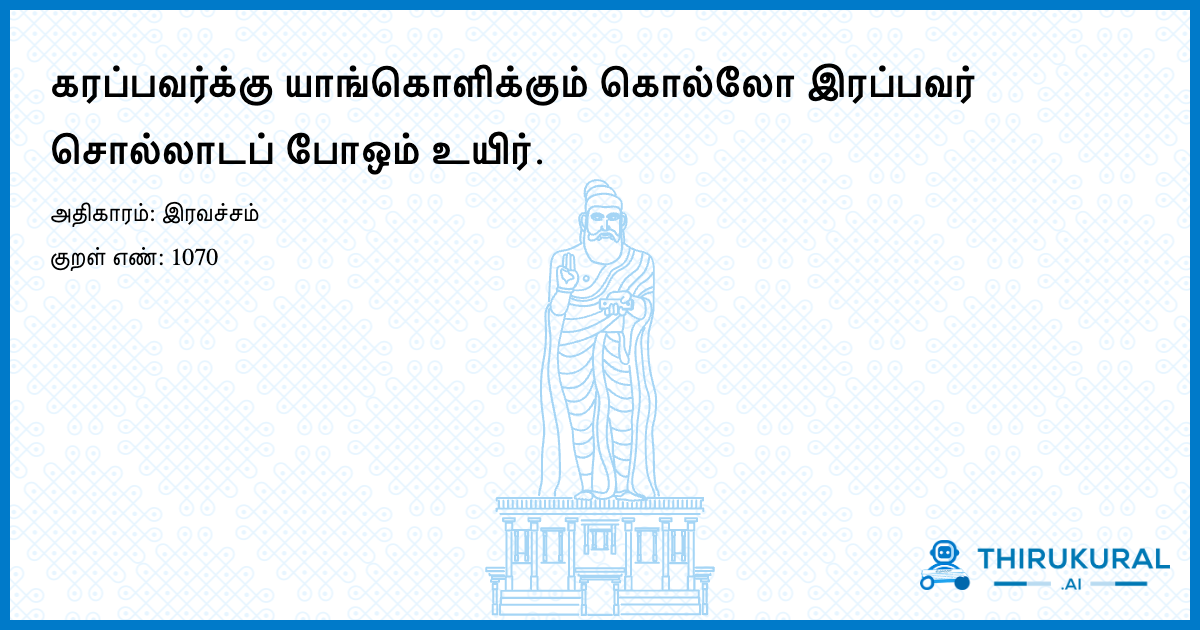 கரப்பவர்க்கு யாங்கொளிக்கும் கொல்லோ இரப்பவர்
சொல்லாடப் போஒம் உயிர்.
அதிகாரம்: இரவச்சம்
குறள் எண்: 1070
THIRUKURAL
.AI